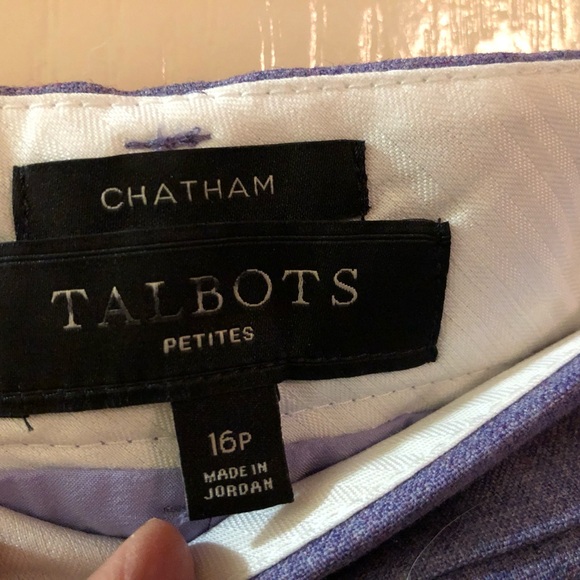 CHATHAM
TALBOTS
PETITES
16P
MADE IN
JORDAN